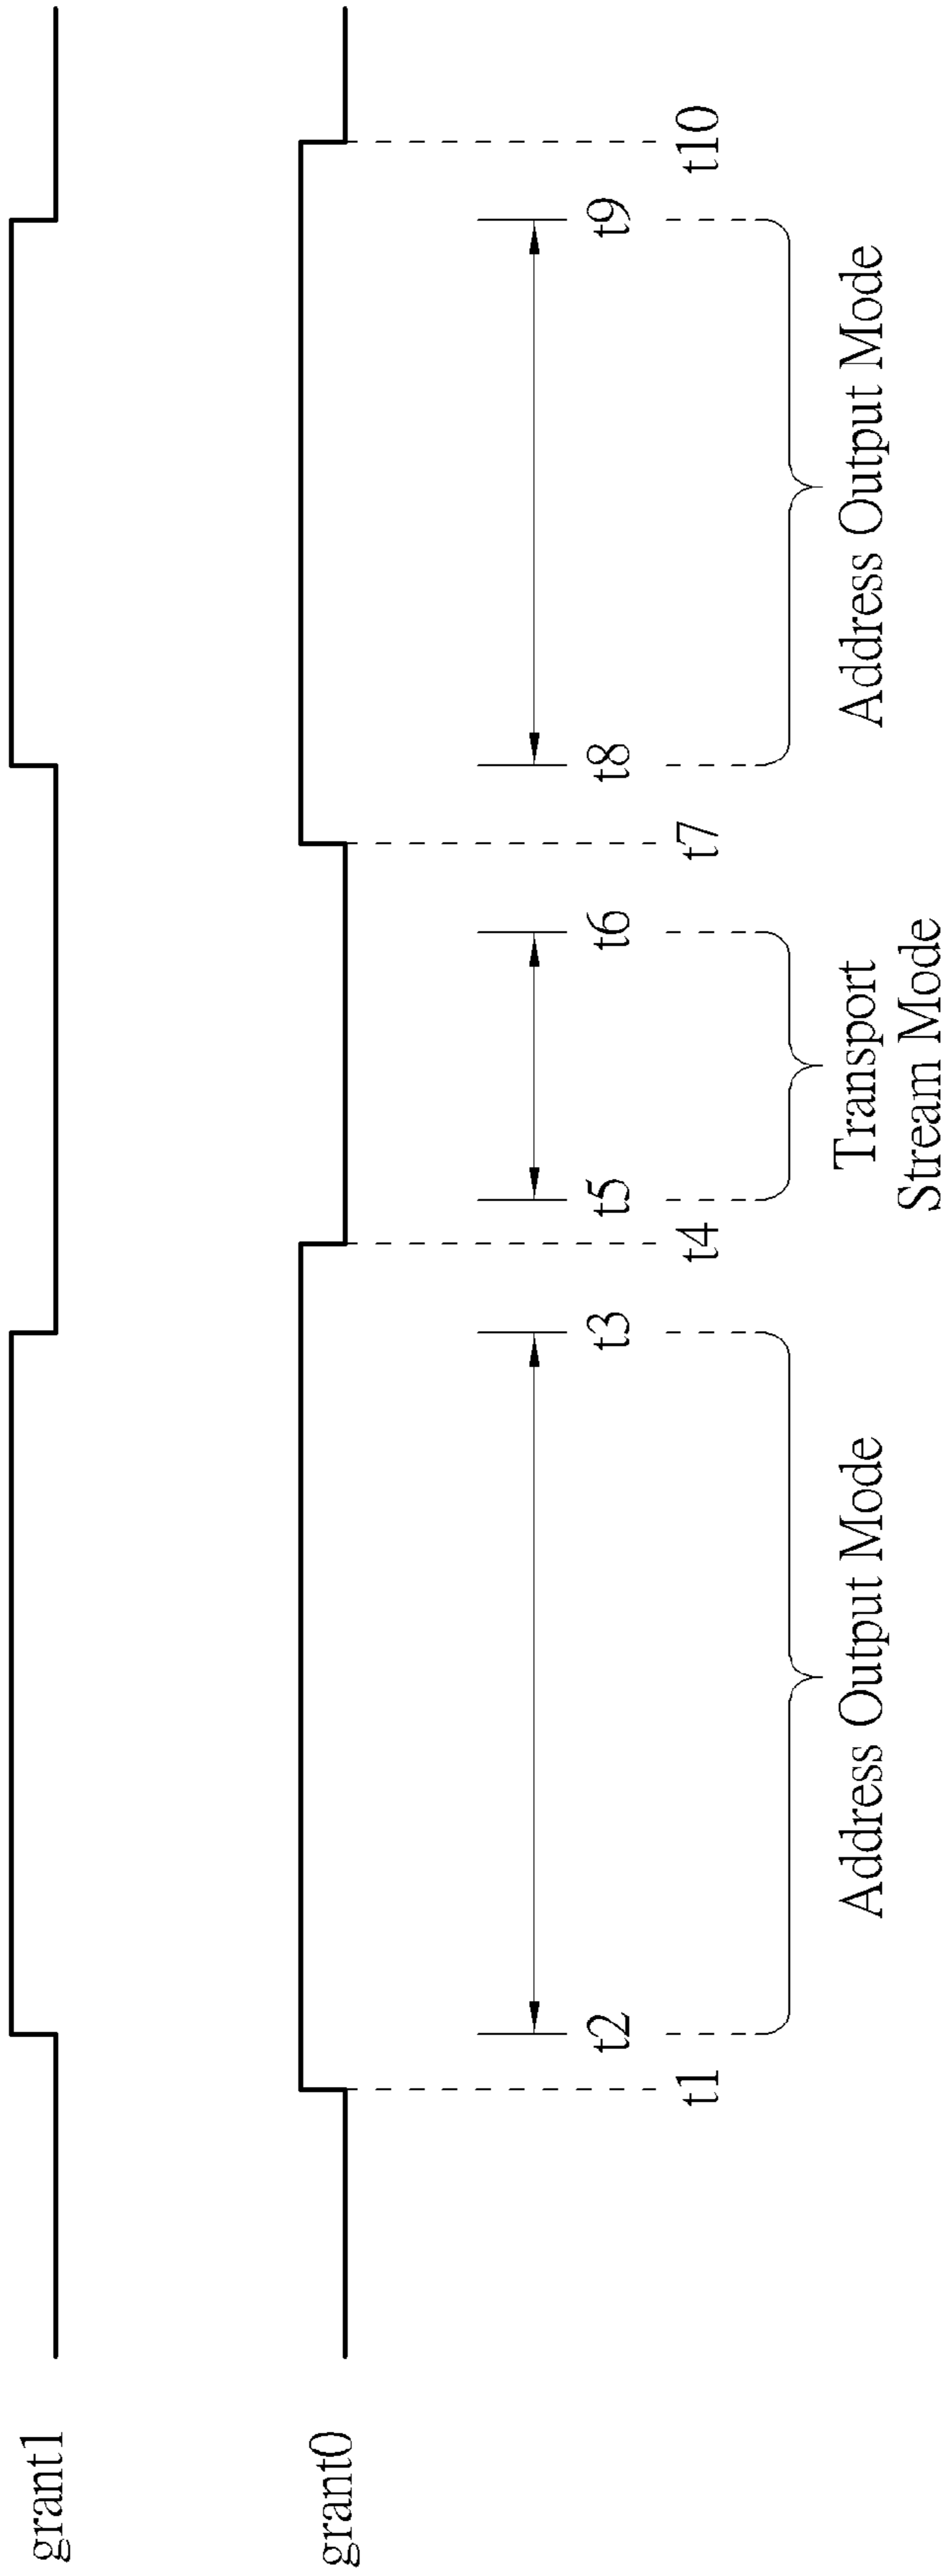 grant1
grant0
t2
t3
t5
t6
t8
t9
t1
t4
t7
t10
Address Output Mode
Transport
Stream Mode
Address Output Mode